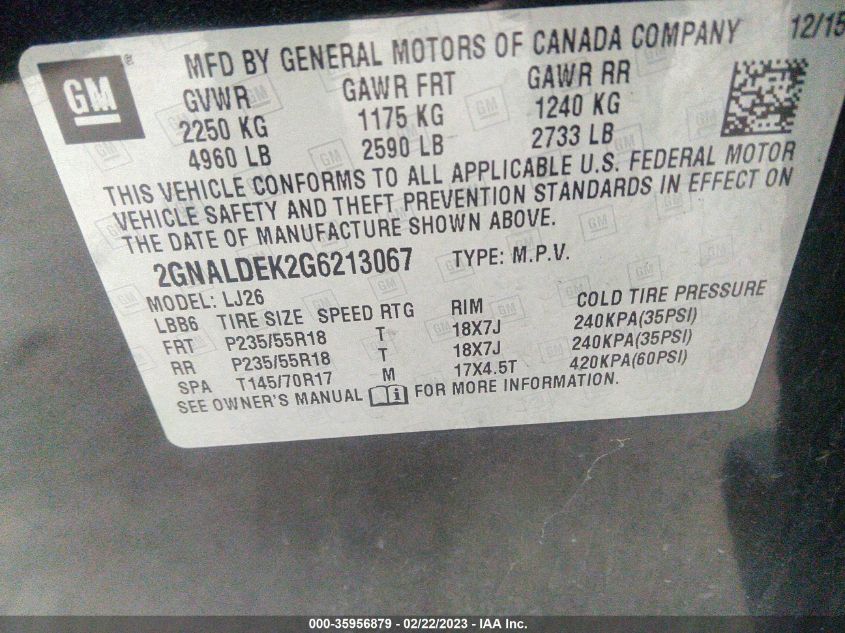 GM
MFD BY GENERAL MOTORS OF CANADA COMPANY 12/15
GVWR GAWR FRT GAWR RR
2250 KG 1175 KG 1240 KG
4960 LB 2590 LB 2733 LB
THIS VEHICLE CONFORMS TO ALL APPLICABLE U.S. FEDERAL MOTOR
VEHICLE SAFETY AND THEFT PREVENTION STANDARDS IN EFFECT ON
THE DATE OF MANUFACTURE SHOWN ABOVE.
2GNALDEK2G6213067 TYPE: M.P.V.
MODEL: LJ26
LBB6 TIRE SIZE SPEED RTG RIM COLD TIRE PRESSURE
FRT P235/55R18 T 18X7J 240KPA(35PSI)
RR P235/55R18 T 18X7J 240KPA(35PSI)
SPA T145/70R17 M 17X4.5T 420KPA(60PSI)
SEE OWNER'S MANUAL FOR MORE INFORMATION.
000-35956879 - 02/22/2023 - IAA Inc.